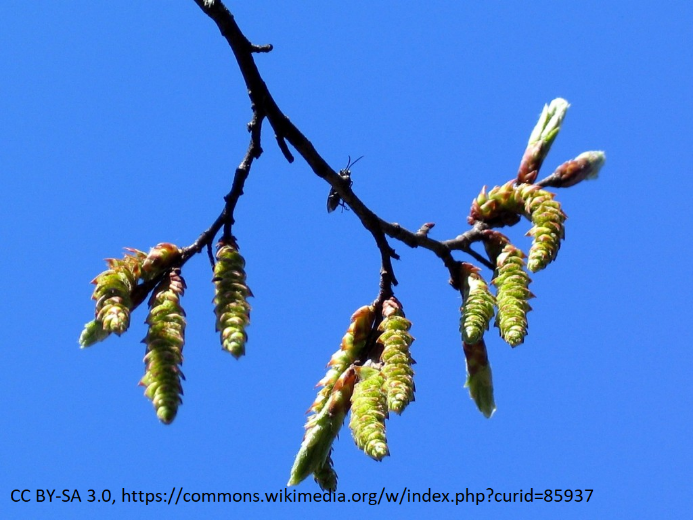 CC BY-SA 3.0, https://commons.wikimedia.org/w/index.php?curid=85937